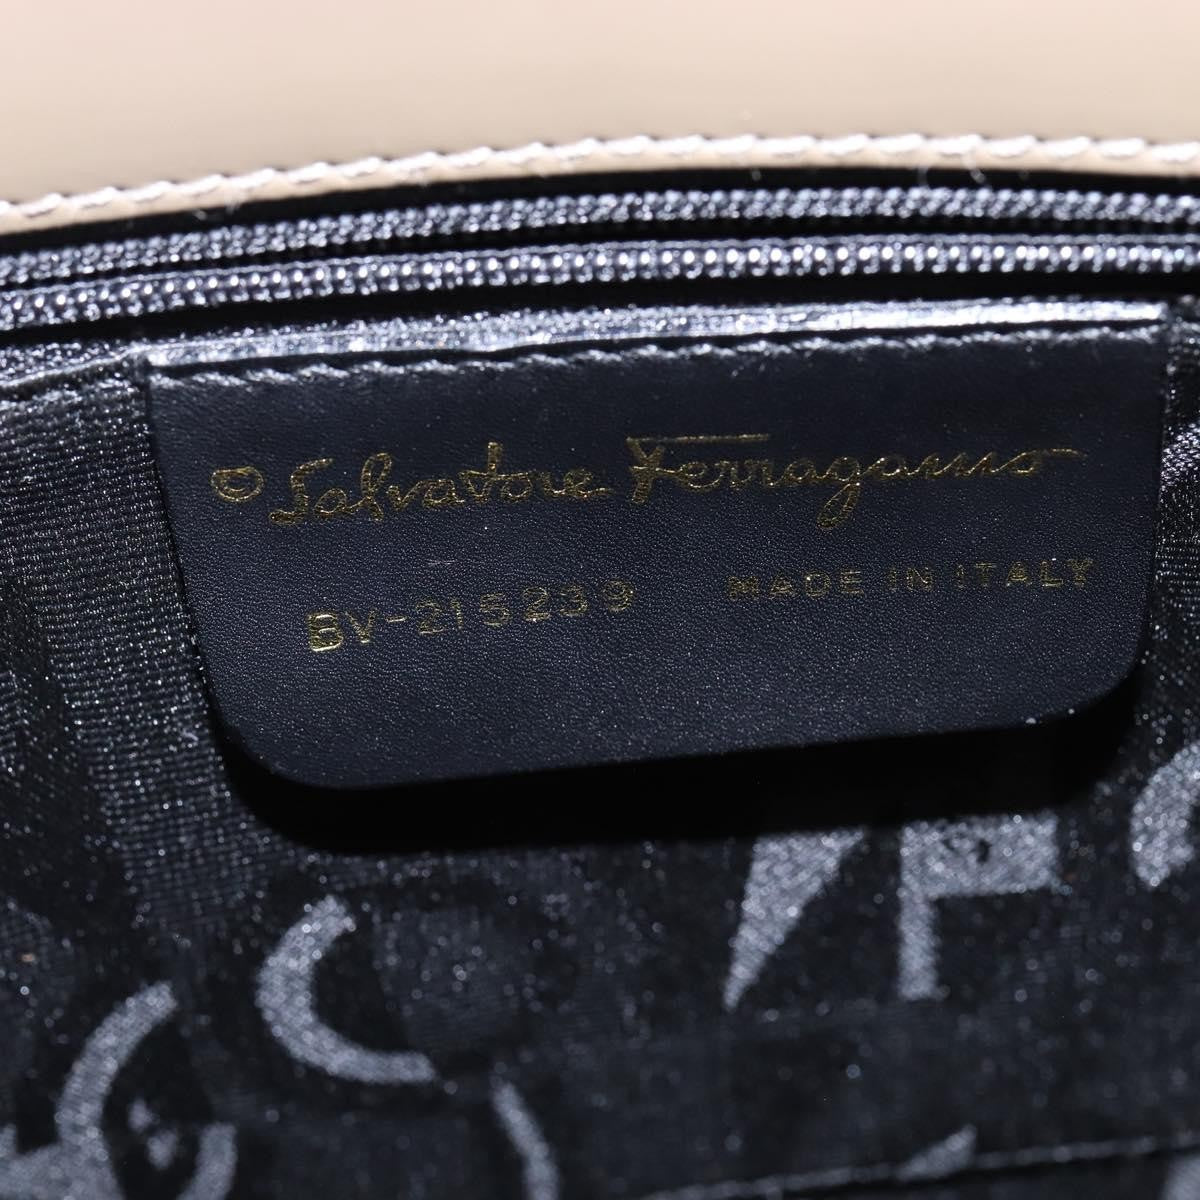 © Salvatore Ferragamo
BV-215239 MADE IN ITALY